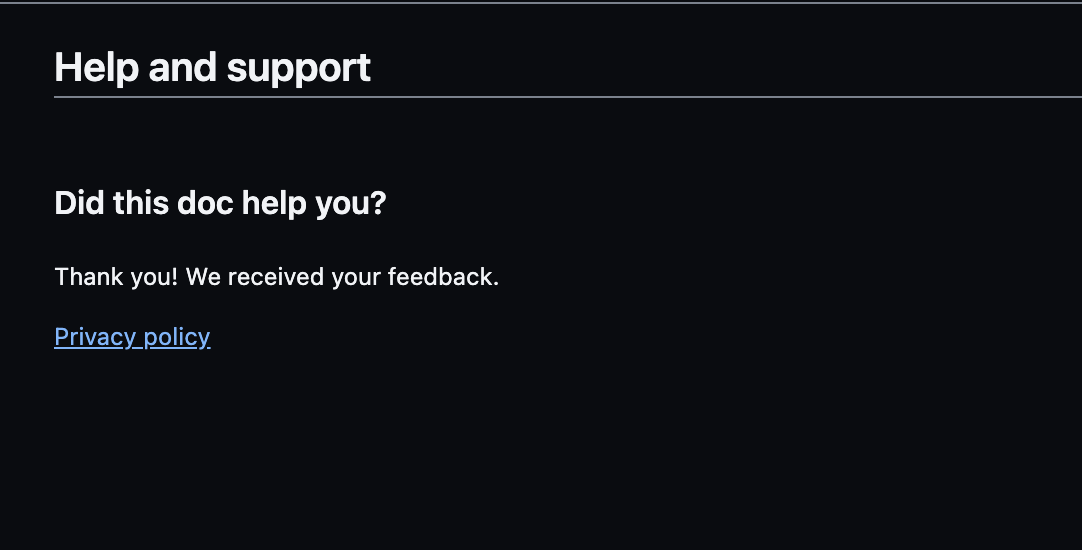 Help and support
Did this doc help you?
Thank you! We received your feedback.
Privacy policy